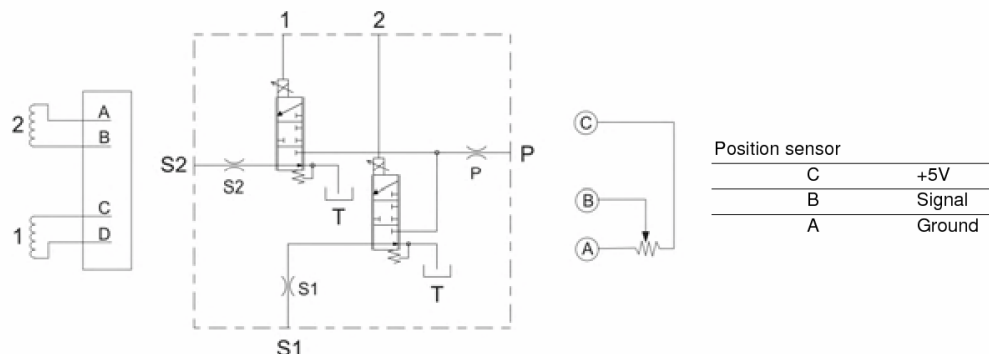 1 2
A
2
B
C
1
D
S2
S2
P
P
T
S1
T
S1
C
B
A
Position sensor
C +5V
B Signal
A Ground